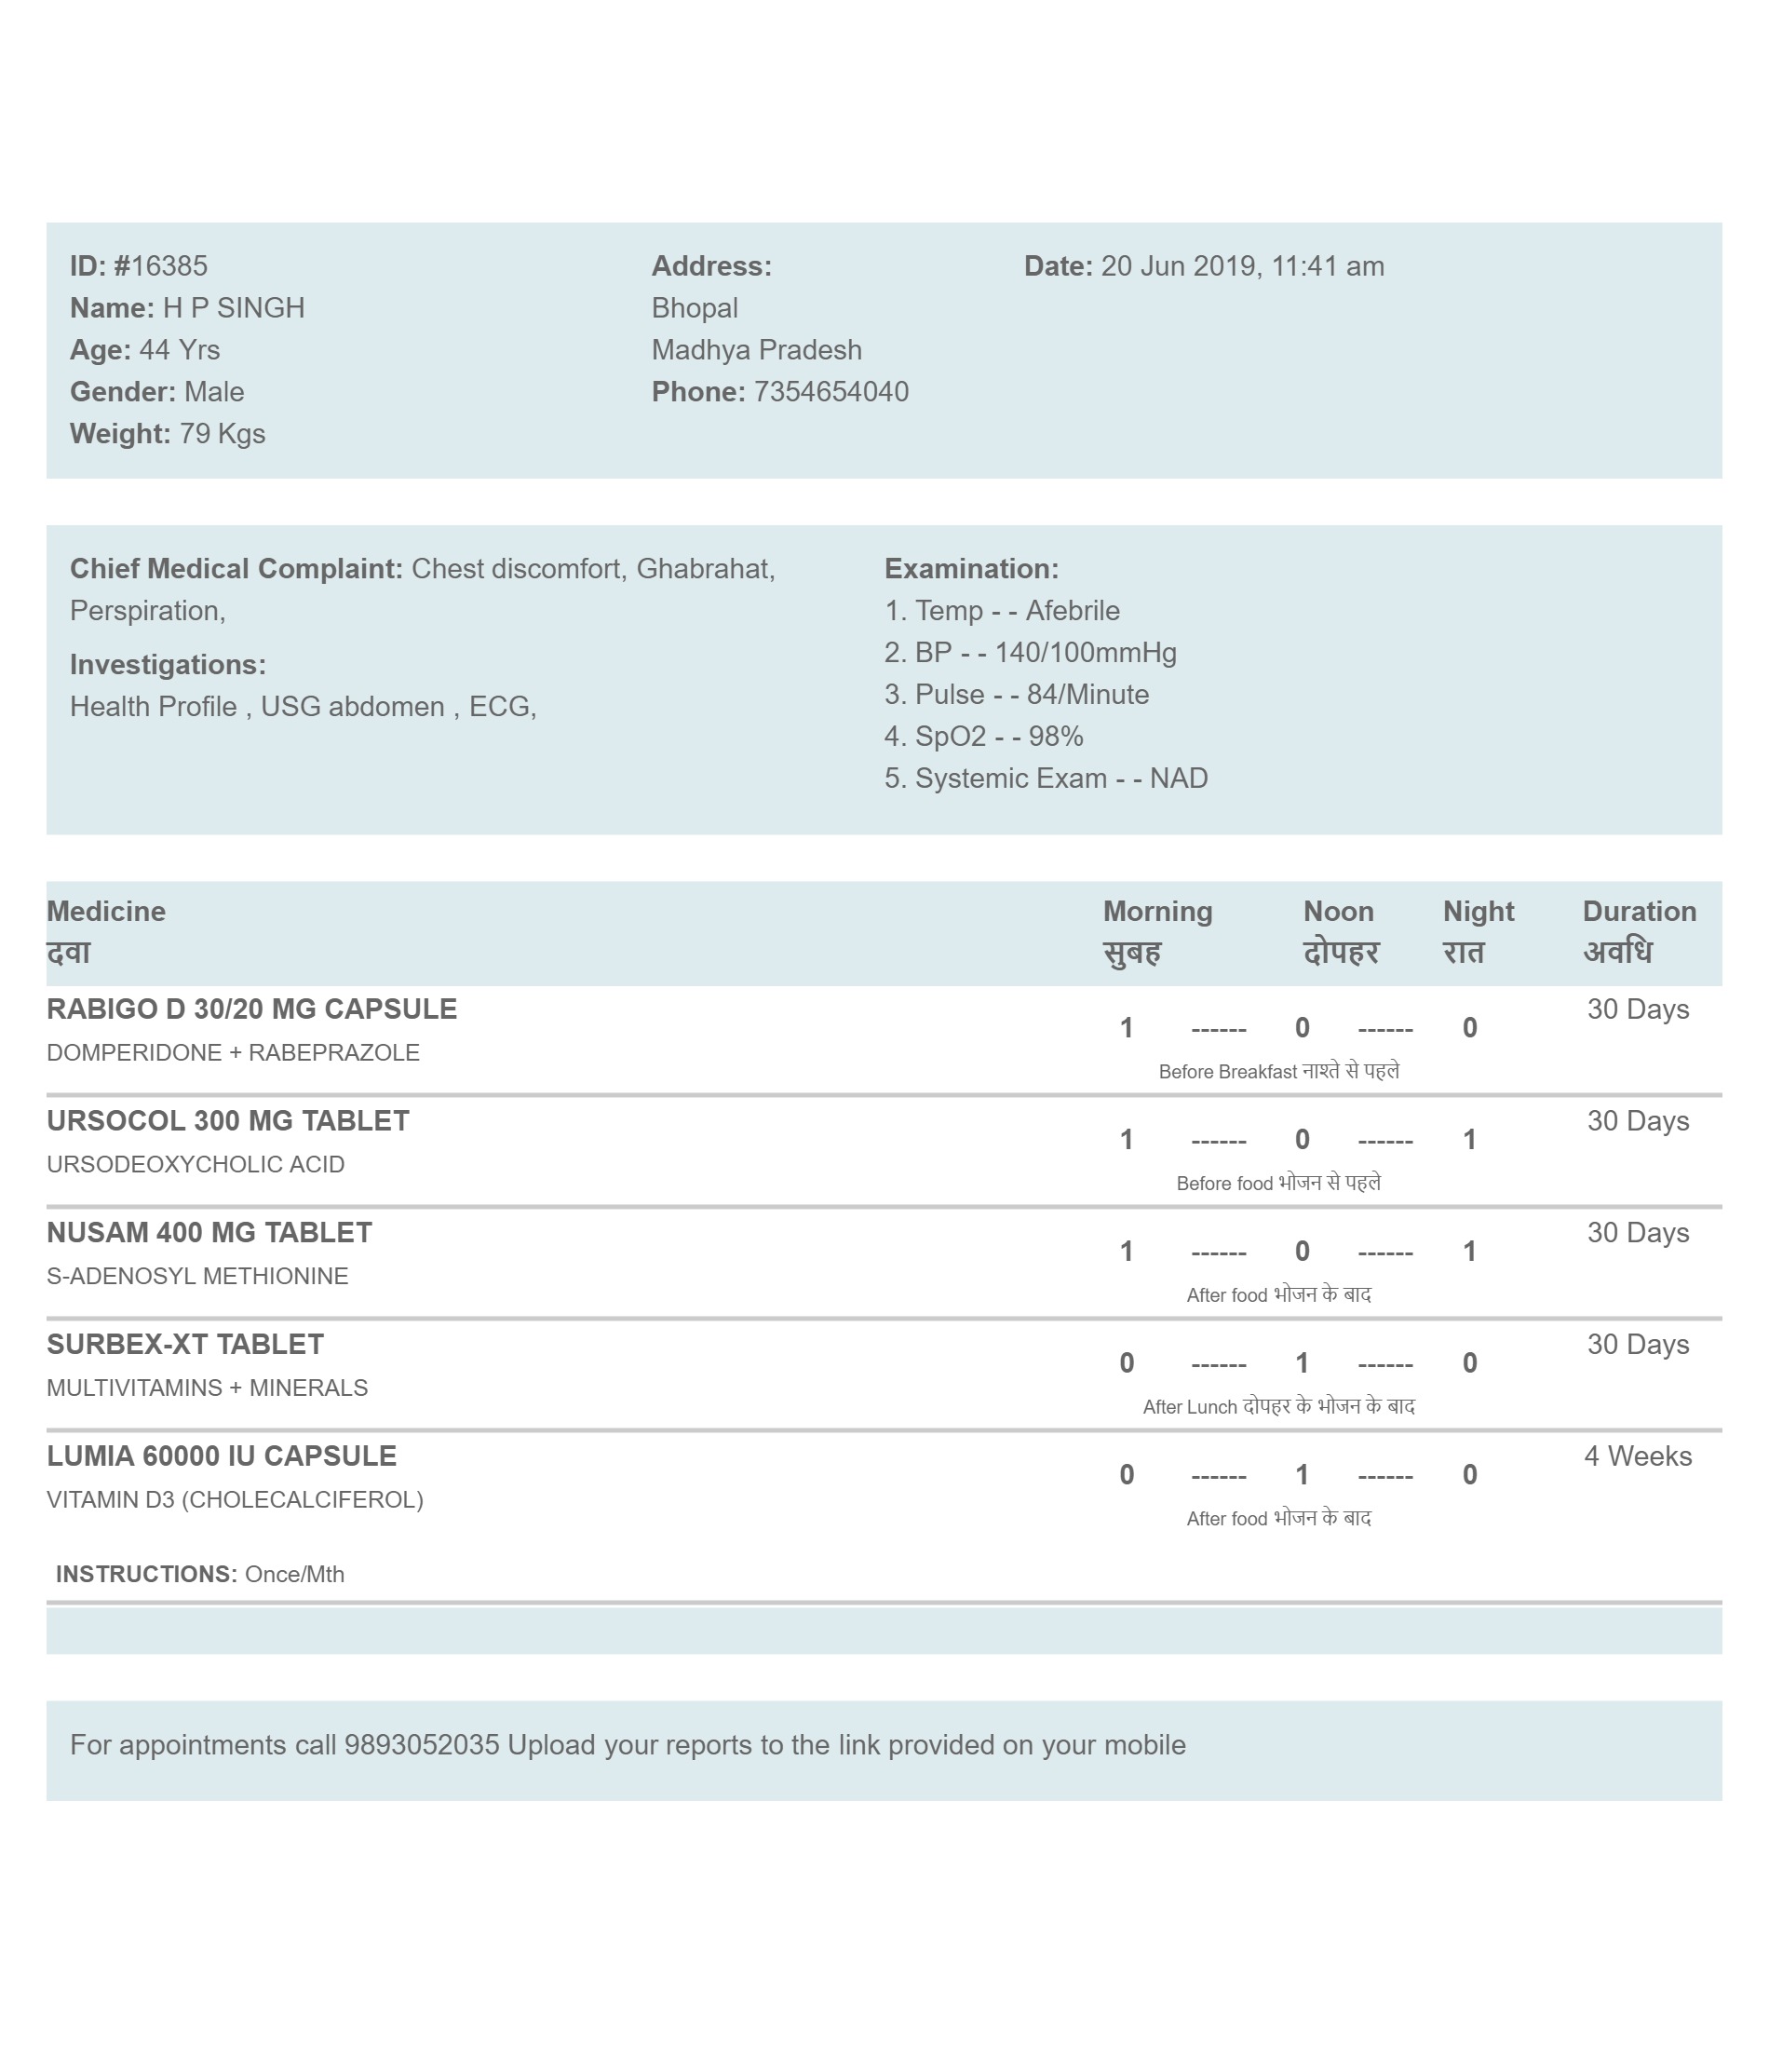 ID: #16385
Name: H P SINGH
Age: 44 Yrs
Gender: Male
Weight: 79 Kgs
Address:
Bhopal
Madhya Pradesh
Phone: 7354654040
Date: 20 Jun 2019, 11:41 am
Chief Medical Complaint: Chest discomfort, Ghabrahat,
Perspiration,
Investigations:
Health Profile , USG abdomen , ECG,
Examination:
1. Temp - - Afebrile
2. BP - - 140/100mmHg
3. Pulse - - 84/Minute
4. SpO2 - - 98%
5. Systemic Exam - - NAD
Medicine Morning Noon Night Duration
दवा सुबह दोपहर रात अवधि
RABIGO D 30/20 MG CAPSULE 1 ------ 0 ------ 0 30 Days
DOMPERIDONE + RABEPRAZOLE
Before Breakfast नाश्ते से पहले
URSOCOL 300 MG TABLET 1 ------ 0 ------ 1 30 Days
URSODEOXYCHOLIC ACID
Before food भोजन से पहले
NUSAM 400 MG TABLET 1 ------ 0 ------ 1 30 Days
S-ADENOSYL METHIONINE
After food भोजन के बाद
SURBEX-XT TABLET 0 ------ 1 ------ 0 30 Days
MULTIVITAMINS + MINERALS
After Lunch दोपहर के भोजन के बाद
LUMIA 60000 IU CAPSULE 0 ------ 1 ------ 0 4 Weeks
VITAMIN D3 (CHOLECALCIFEROL)
After food भोजन के बाद
INSTRUCTIONS: Once/Mth
For appointments call 9893052035 Upload your reports to the link provided on your mobile